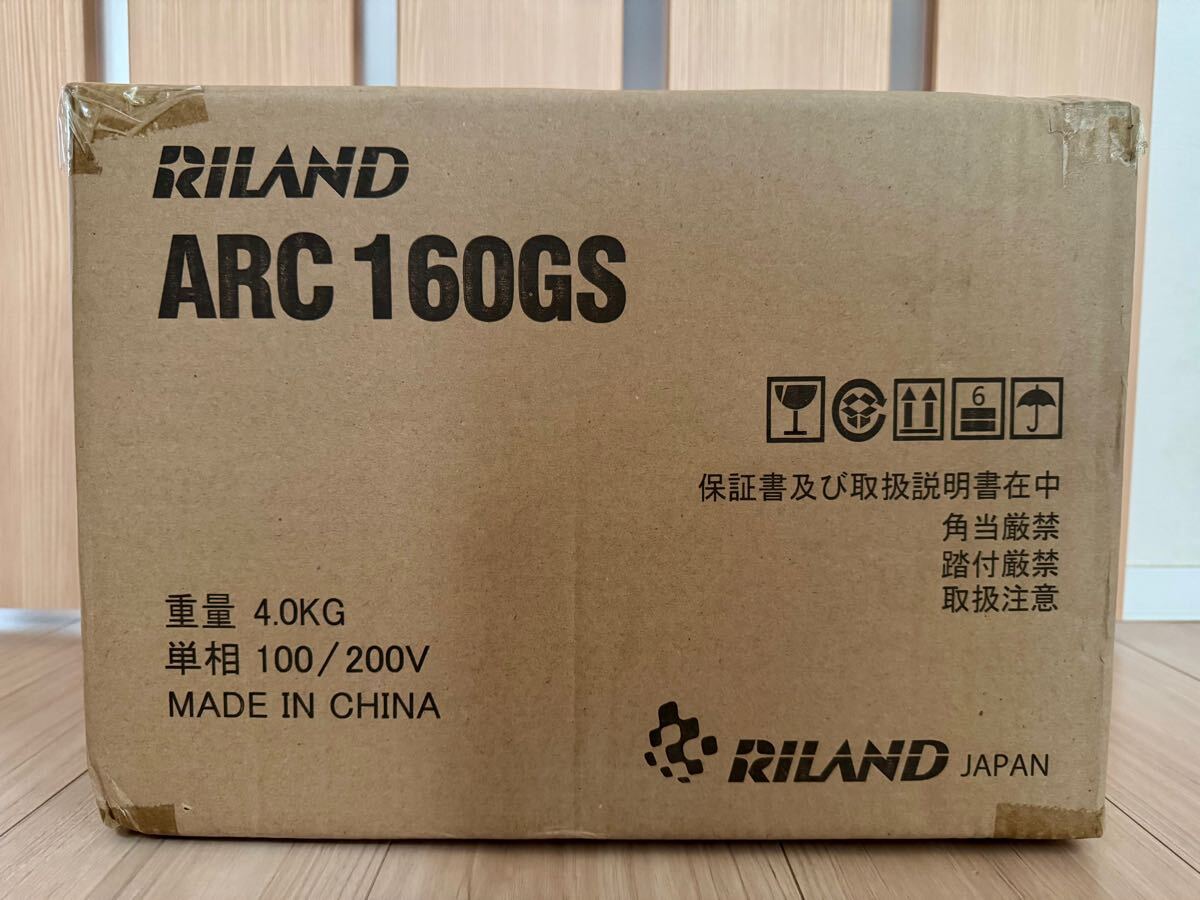 RILAND
ARC 160GS
6
保証書及び取扱説明書在中
角当厳禁
踏付厳禁
取扱注意
重量 4.0KG
単相 100/200V
MADE IN CHINA
RILAND JAPAN